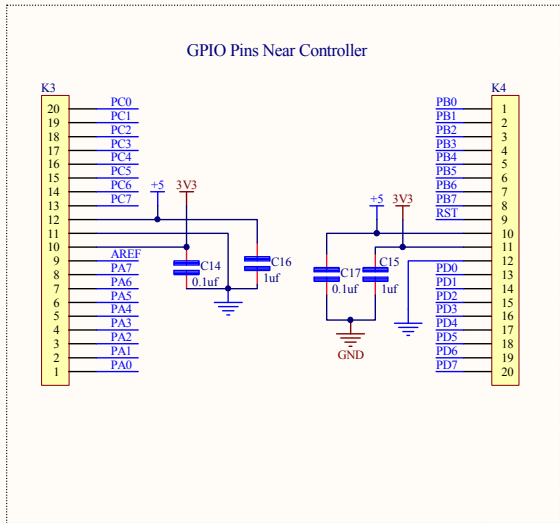 GPIO Pins Near Controller
K3
20 PC0
19 PC1
18 PC2
17 PC3
16 PC4
15 PC5
14 PC6
13 PC7
12
11
10
9 AREF
8 PA7
7 PA6
6 PA5
5 PA4
4 PA3
3 PA2
2 PA1
1 PA0
+5
3V3
C14
0.1uf
C16
1uf
K4
PB0 1
PB1 2
PB2 3
PB3 4
PB4 5
PB5 6
PB6 7
PB7 8
RST 9
10
11
12
PD0 13
PD1 14
PD2 15
PD3 16
PD4 17
PD5 18
PD6 19
PD7 20
+5
3V3
C17
0.1uf
C15
1uf
GND